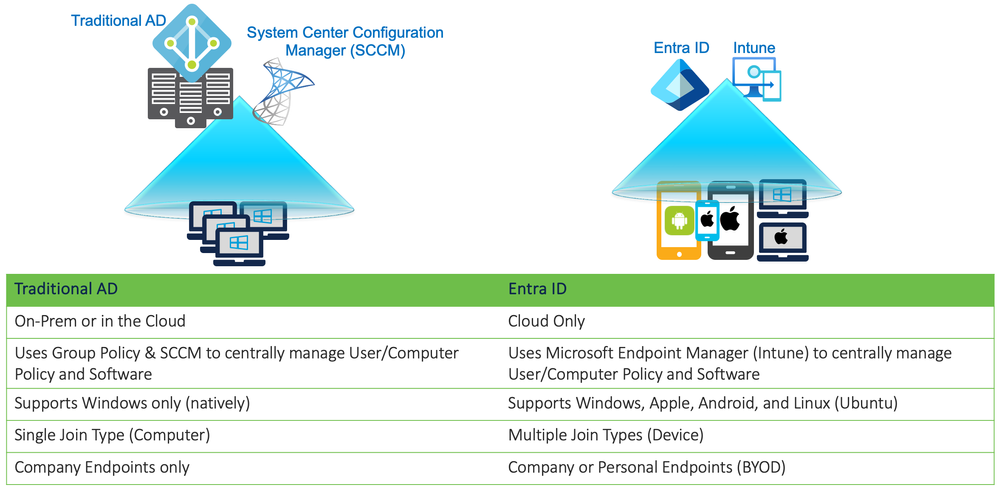 Traditional AD
System Center Configuration
Manager (SCCM)
Entra ID
Intune
Traditional AD
Entra ID
On-Prem or in the Cloud
Cloud Only
Uses Group Policy & SCCM to centrally manage User/Computer
Policy and Software
Uses Microsoft Endpoint Manager (Intune) to centrally manage
User/Computer Policy and Software
Supports Windows only (natively)
Supports Windows, Apple, Android, and Linux (Ubuntu)
Single Join Type (Computer)
Multiple Join Types (Device)
Company Endpoints only
Company or Personal Endpoints (BYOD)